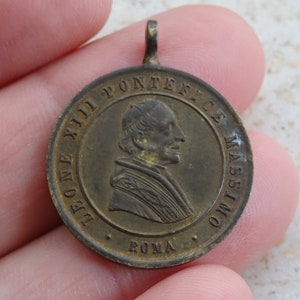 LEONE XIII PONTEFICE MASSIMO
· ROMA ·